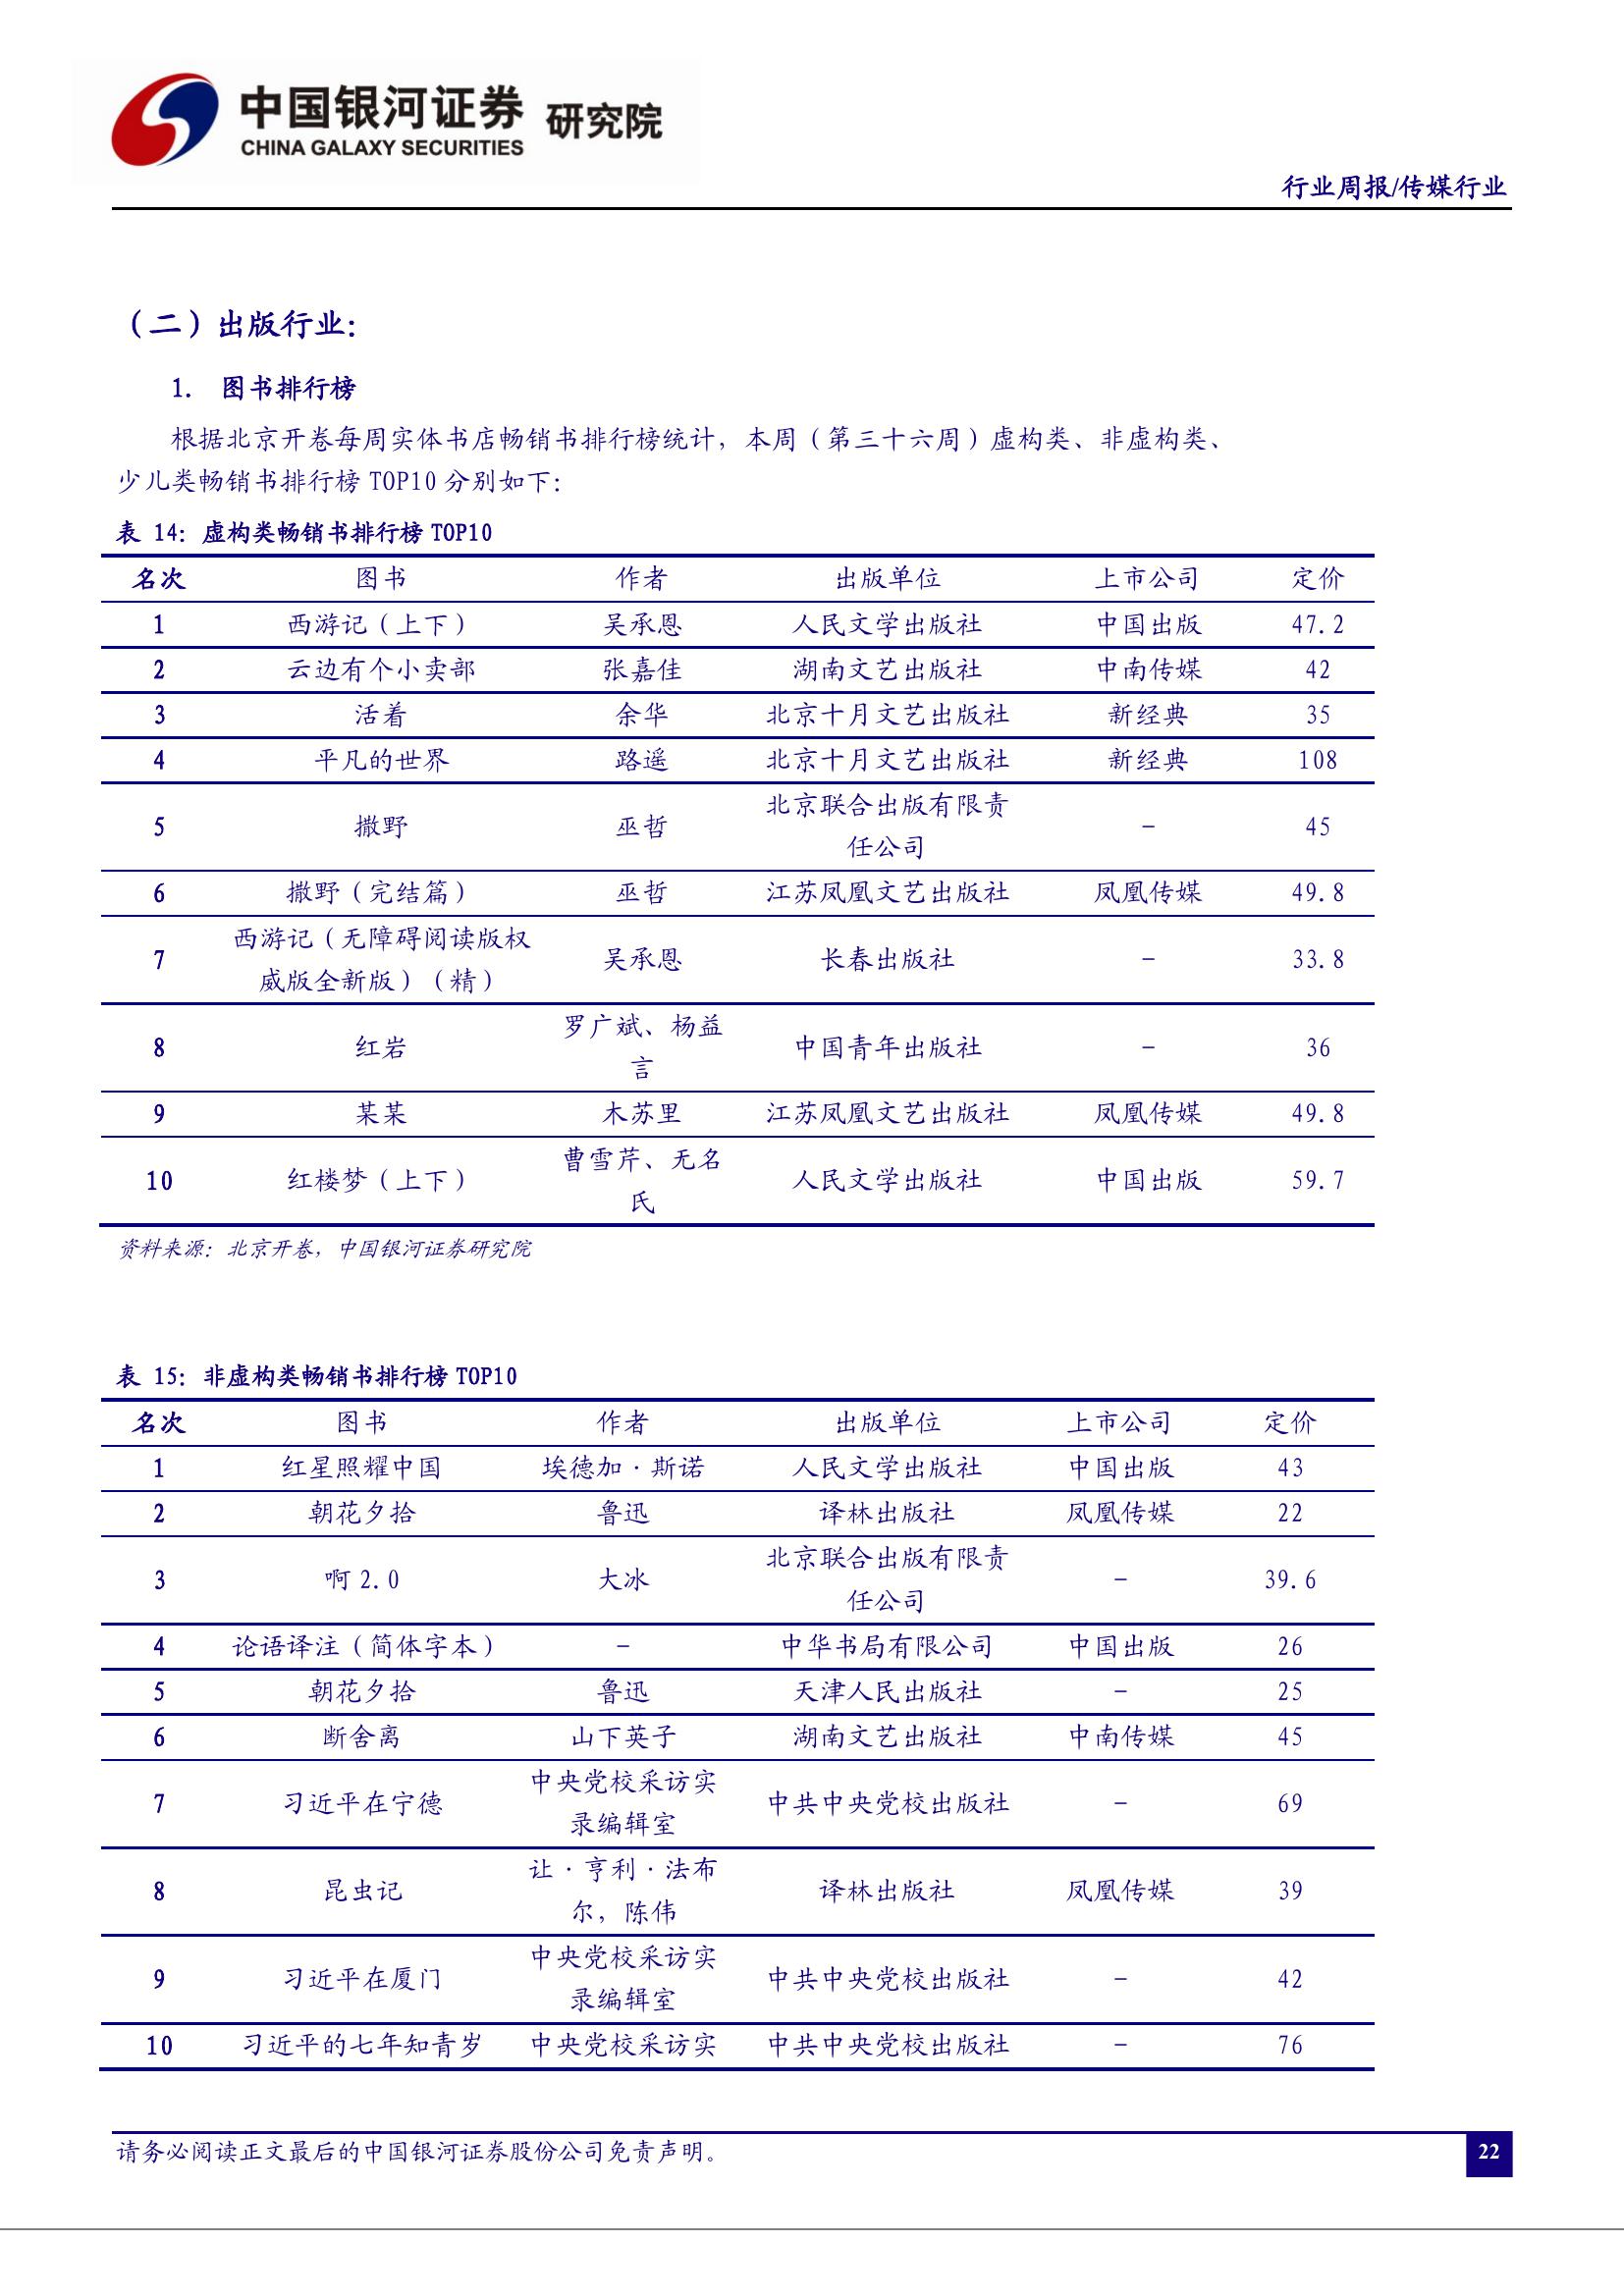 中国银河证券 研究院
CHINA GALAXY SECURITIES
行业周报/传媒行业
（二）出版行业：
1. 图书排行榜
根据北京开卷每周实体书店畅销书排行榜统计，本周（第三十六周）虚构类、非虚构类、
少儿类畅销书排行榜 TOP10 分别如下：
表 14：虚构类畅销书排行榜 TOP10
名次 图书 作者 出版单位 上市公司 定价
1 西游记（上下） 吴承恩 人民文学出版社 中国出版 47.2
2 云边有个小卖部 张嘉佳 湖南文艺出版社 中南传媒 42
3 活着 余华 北京十月文艺出版社 新经典 35
4 平凡的世界 路遥 北京十月文艺出版社 新经典 108
5 撒野 巫哲 北京联合出版有限责
任公司 - 45
6 撒野（完结篇） 巫哲 江苏凤凰文艺出版社 凤凰传媒 49.8
7 西游记（无障碍阅读版权
威版全新版）（精） 吴承恩 长春出版社 - 33.8
8 红岩 罗广斌、杨益
言 中国青年出版社 - 36
9 某某 木苏里 江苏凤凰文艺出版社 凤凰传媒 49.8
10 红楼梦（上下） 曹雪芹、无名
氏 人民文学出版社 中国出版 59.7
资料来源：北京开卷，中国银河证券研究院
表 15：非虚构类畅销书排行榜 TOP10
名次 图书 作者 出版单位 上市公司 定价
1 红星照耀中国 埃德加·斯诺 人民文学出版社 中国出版 43
2 朝花夕拾 鲁迅 译林出版社 凤凰传媒 22
3 啊 2.0 大冰 北京联合出版有限责
任公司 - 39.6
4 论语译注（简体字本） - 中华书局有限公司 中国出版 26
5 朝花夕拾 鲁迅 天津人民出版社 - 25
6 断舍离 山下英子 湖南文艺出版社 中南传媒 45
7 习近平在宁德 中央党校采访实
录编辑室 中共中央党校出版社 - 69
8 昆虫记 让·亨利·法布
尔，陈伟 译林出版社 凤凰传媒 39
9 习近平在厦门 中央党校采访实
录编辑室 中共中央党校出版社 - 42
10 习近平的七年知青岁 中央党校采访实 中共中央党校出版社 - 76
请务必阅读正文最后的中国银河证券股份公司免责声明。
22